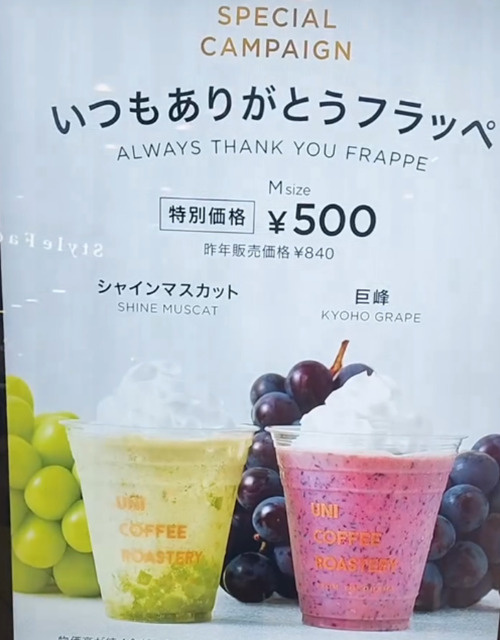 SPECIAL
CAMPAIGN
いつもありがとうフラッペ
ALWAYS THANK YOU FRAPPE
M size
特別価格 ¥500
昨年販売価格 ¥840
シャインマスカット
SHINE MUSCAT
巨峰
KYOHO GRAPE
UNI
COFFEE
ROASTERY
UNI
COFFEE
ROASTERY